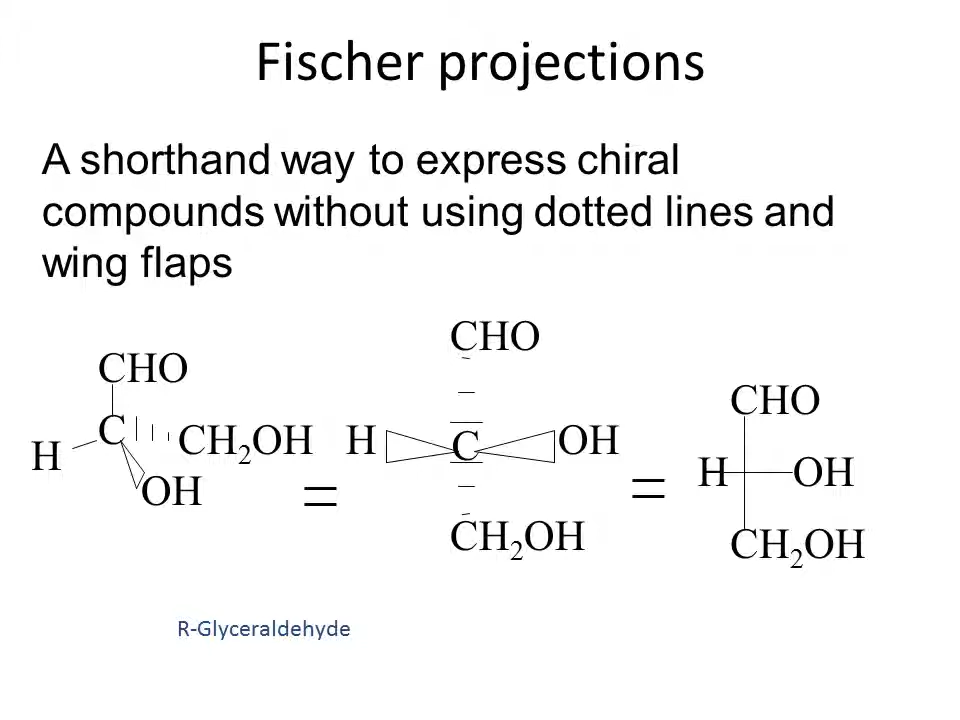 Fischer projections
A shorthand way to express chiral
compounds without using dotted lines and
wing flaps
CHO
C
H
CH₂OH
OH
=
CHO
H
C
OH
CH₂OH
=
CHO
H
OH
CH₂OH
R-Glyceraldehyde